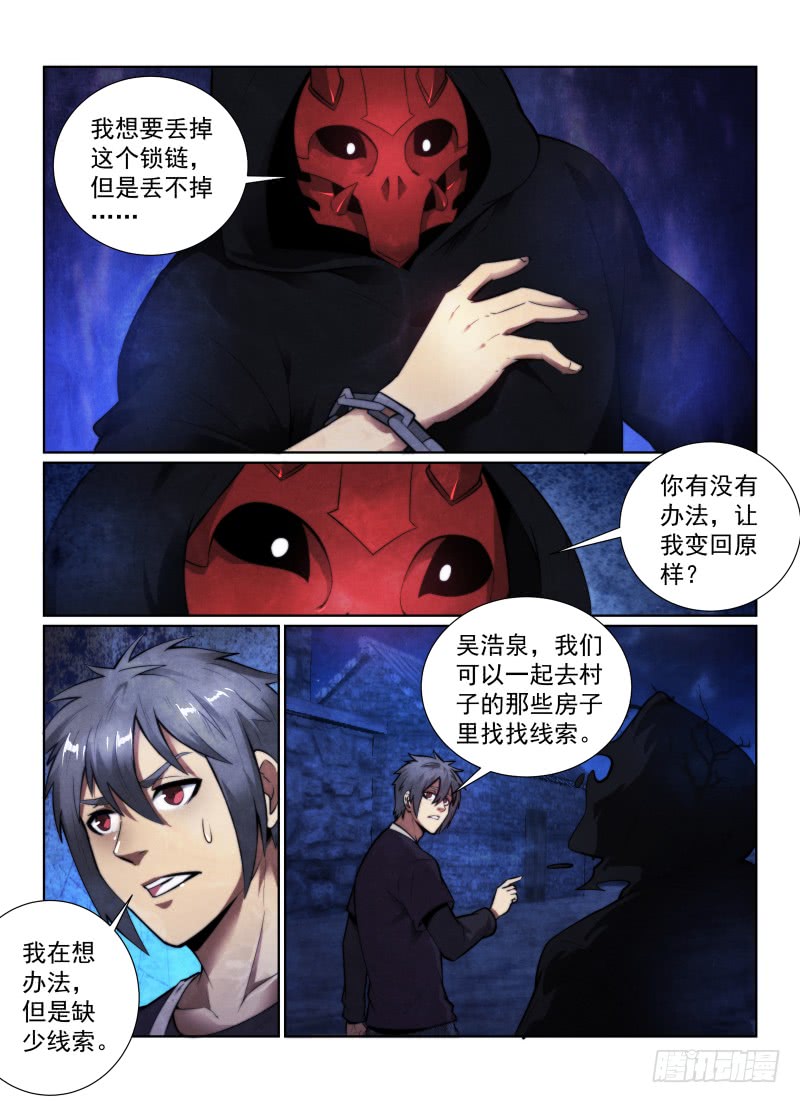 我想要丢掉
这个锁链，
但是丢不掉
……
你有没有
办法，让
我变回原
样？
我在想
办法，
但是缺
少线索。
吴浩泉，我们
可以一起去村
子的那些房子
里找找线索。
腾讯动漫